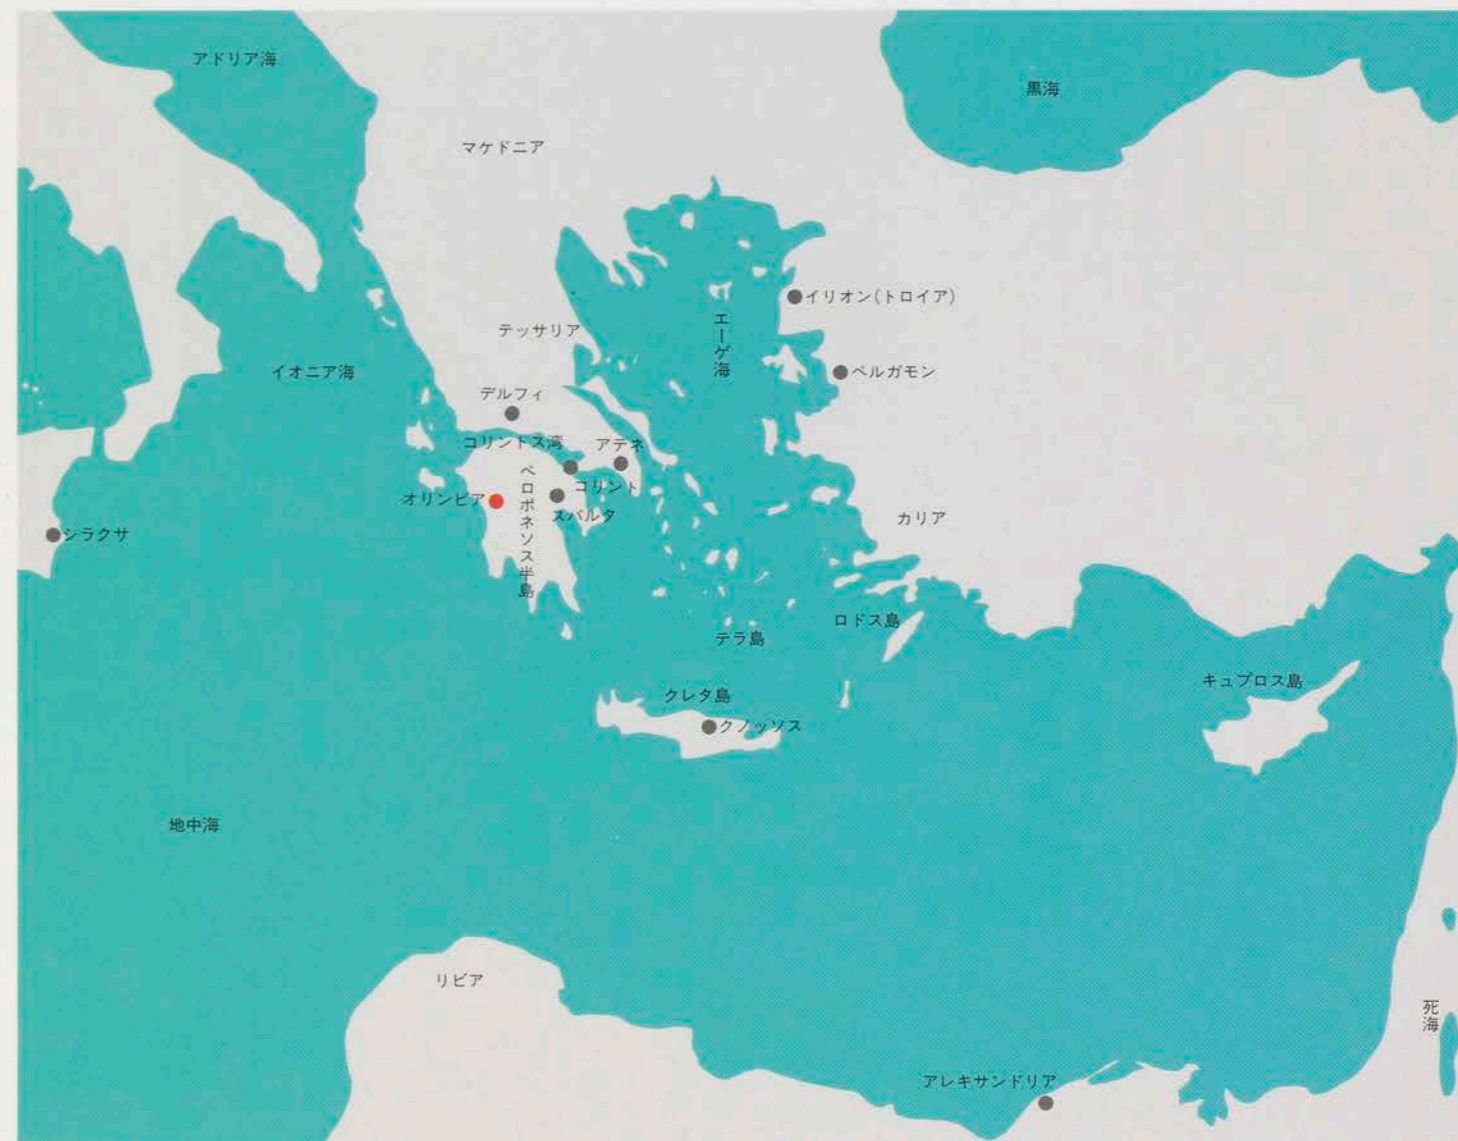 アドリア海
黒海
マケドニア
イリオン(トロイア)
エーゲ海
テッサリア
イオニア海
ペルガモン
デルフィ
コリントス湾
アテネ
ペロポネソス半島
コリント
オリンピア
スパルタ
カリア
シラクサ
ロドス島
テラ島
キュプロス島
クレタ島
クノッソス
地中海
リビア
死海
アレキサンドリア